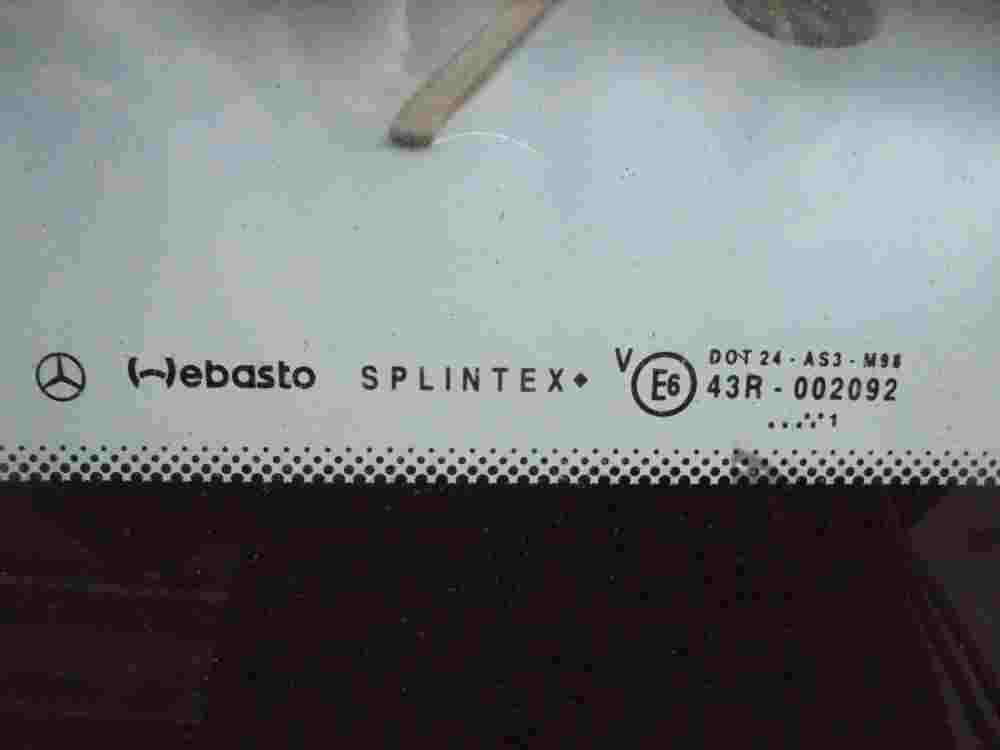 Webasto SPLINTEX V E6 DOT 24 - AS3 - M98
43R - 002092
.....:.1